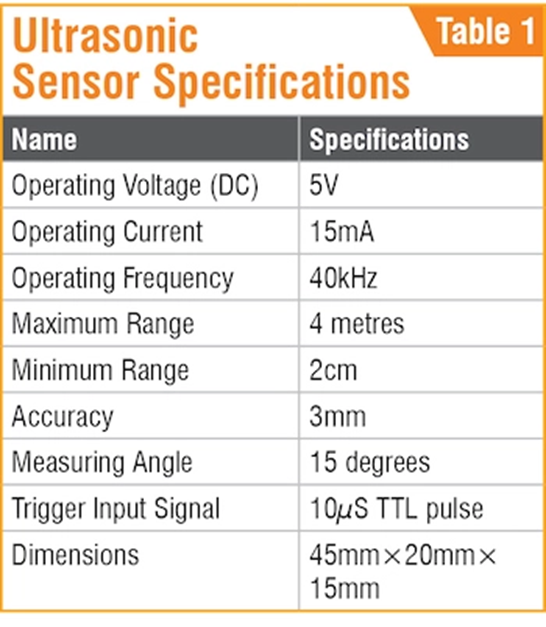 Ultrasonic
Sensor Specifications
Table 1
Name Specifications
Operating Voltage (DC) 5V
Operating Current 15mA
Operating Frequency 40kHz
Maximum Range 4 metres
Minimum Range 2cm
Accuracy 3mm
Measuring Angle 15 degrees
Trigger Input Signal 10µS TTL pulse
Dimensions 45mm×20mm×
15mm